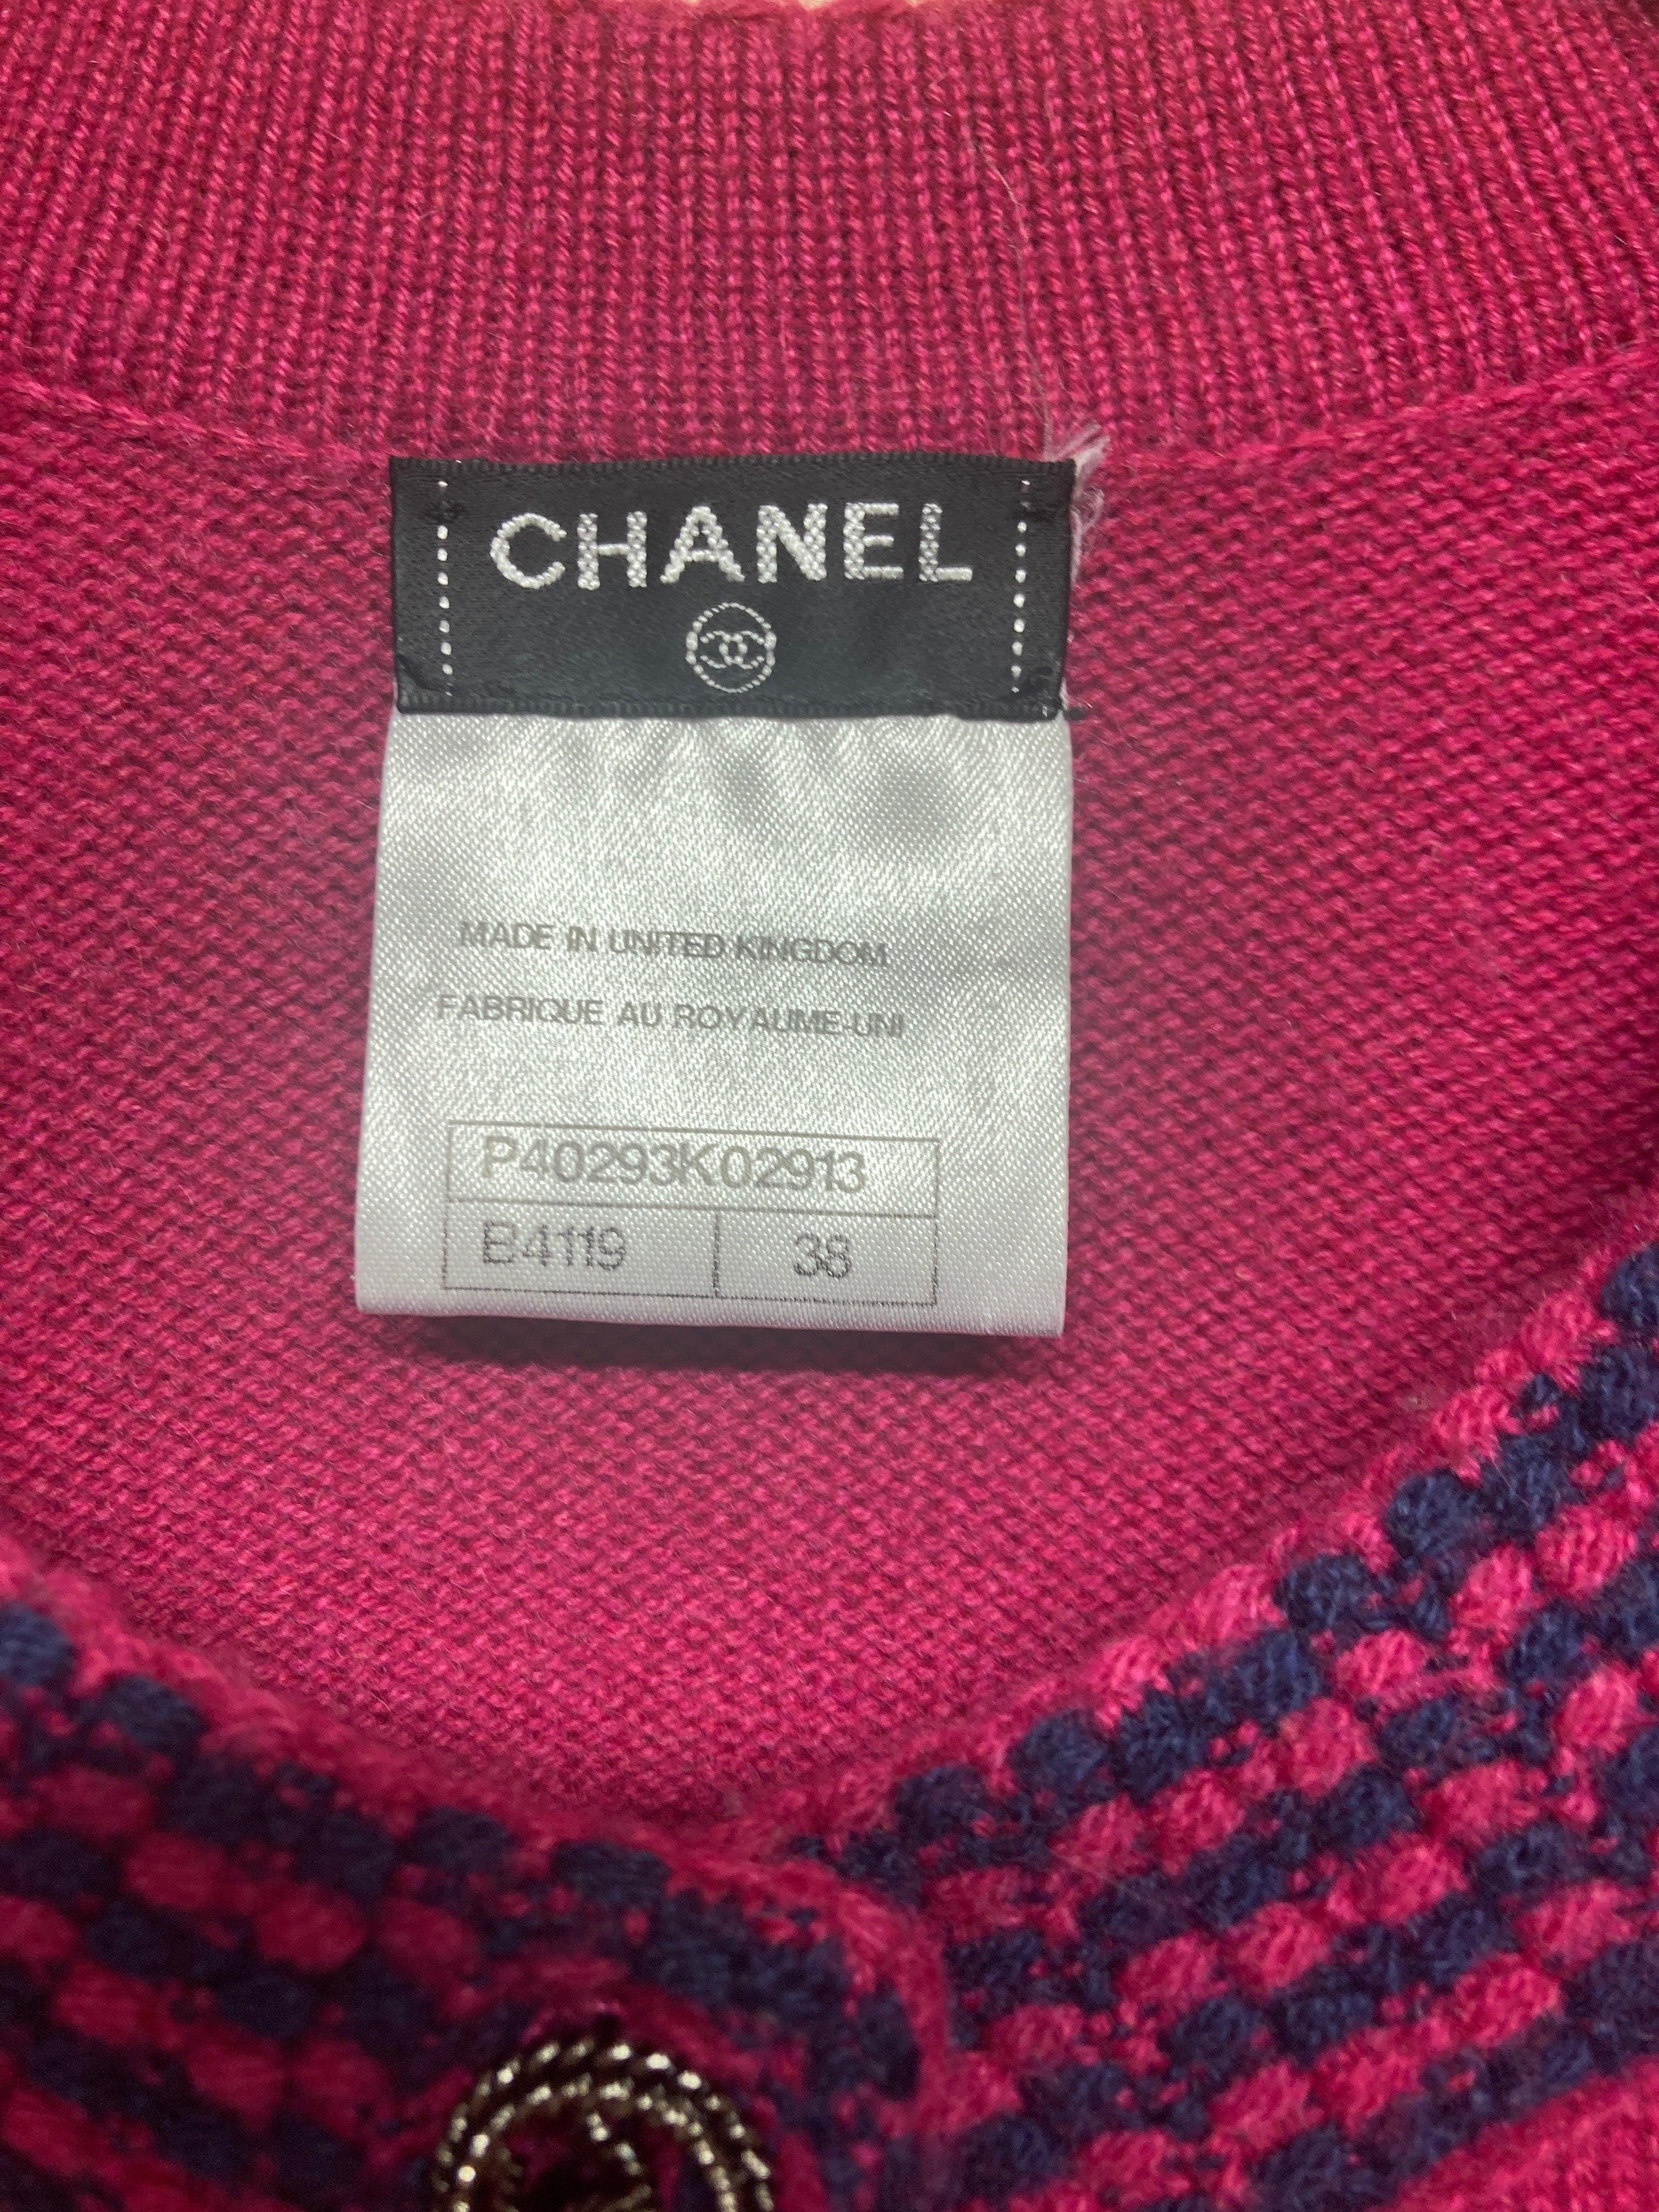 CHANEL
MADE IN UNITED KINGDOM
FABRIQUE AU ROYAUME-UNI
P40293K02913
B4119 38